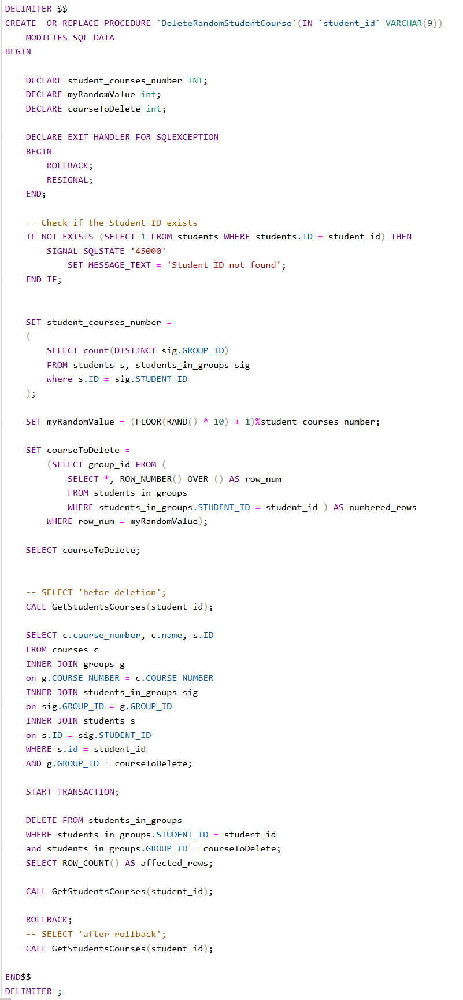 DELIMITER $$
CREATE  OR REPLACE PROCEDURE `DeleteRandomStudentCourse`(IN `student_id` VARCHAR(9))
    MODIFIES SQL DATA
BEGIN

    DECLARE student_courses_number INT;
    DECLARE myRandomValue int;
    DECLARE courseToDelete int;

    DECLARE EXIT HANDLER FOR SQLEXCEPTION
    BEGIN
        ROLLBACK;
        RESIGNAL;
    END;

    -- Check if the Student ID exists
    IF NOT EXISTS (SELECT 1 FROM students WHERE students.ID = student_id) THEN
        SIGNAL SQLSTATE '45000'
            SET MESSAGE_TEXT = 'Student ID not found';
    END IF;


    SET student_courses_number =
    (
        SELECT count(DISTINCT sig.GROUP_ID)
        FROM students s, students_in_groups sig
        where s.ID = sig.STUDENT_ID
    );

    SET myRandomValue = (FLOOR(RAND() * 10) + 1)%student_courses_number;

    SET courseToDelete =
        (SELECT group_id FROM (
            SELECT *, ROW_NUMBER() OVER () AS row_num
            FROM students_in_groups
            WHERE students_in_groups.STUDENT_ID = student_id ) AS numbered_rows
        WHERE row_num = myRandomValue);

    SELECT courseToDelete;


    -- SELECT 'befor deletion';
    CALL GetStudentsCourses(student_id);

    SELECT c.course_number, c.name, s.ID
    FROM courses c
    INNER JOIN groups g
    on g.COURSE_NUMBER = c.COURSE_NUMBER
    INNER JOIN students_in_groups sig
    on sig.GROUP_ID = g.GROUP_ID
    INNER JOIN students s
    on s.ID = sig.STUDENT_ID
    WHERE s.id = student_id
    AND g.GROUP_ID = courseToDelete;

    START TRANSACTION;

    DELETE FROM students_in_groups
    WHERE students_in_groups.STUDENT_ID = student_id
    and students_in_groups.GROUP_ID = courseToDelete;
    SELECT ROW_COUNT() AS affected_rows;

    CALL GetStudentsCourses(student_id);

    ROLLBACK;
    -- SELECT 'after rollback';
    CALL GetStudentsCourses(student_id);

END$$
DELIMITER ;